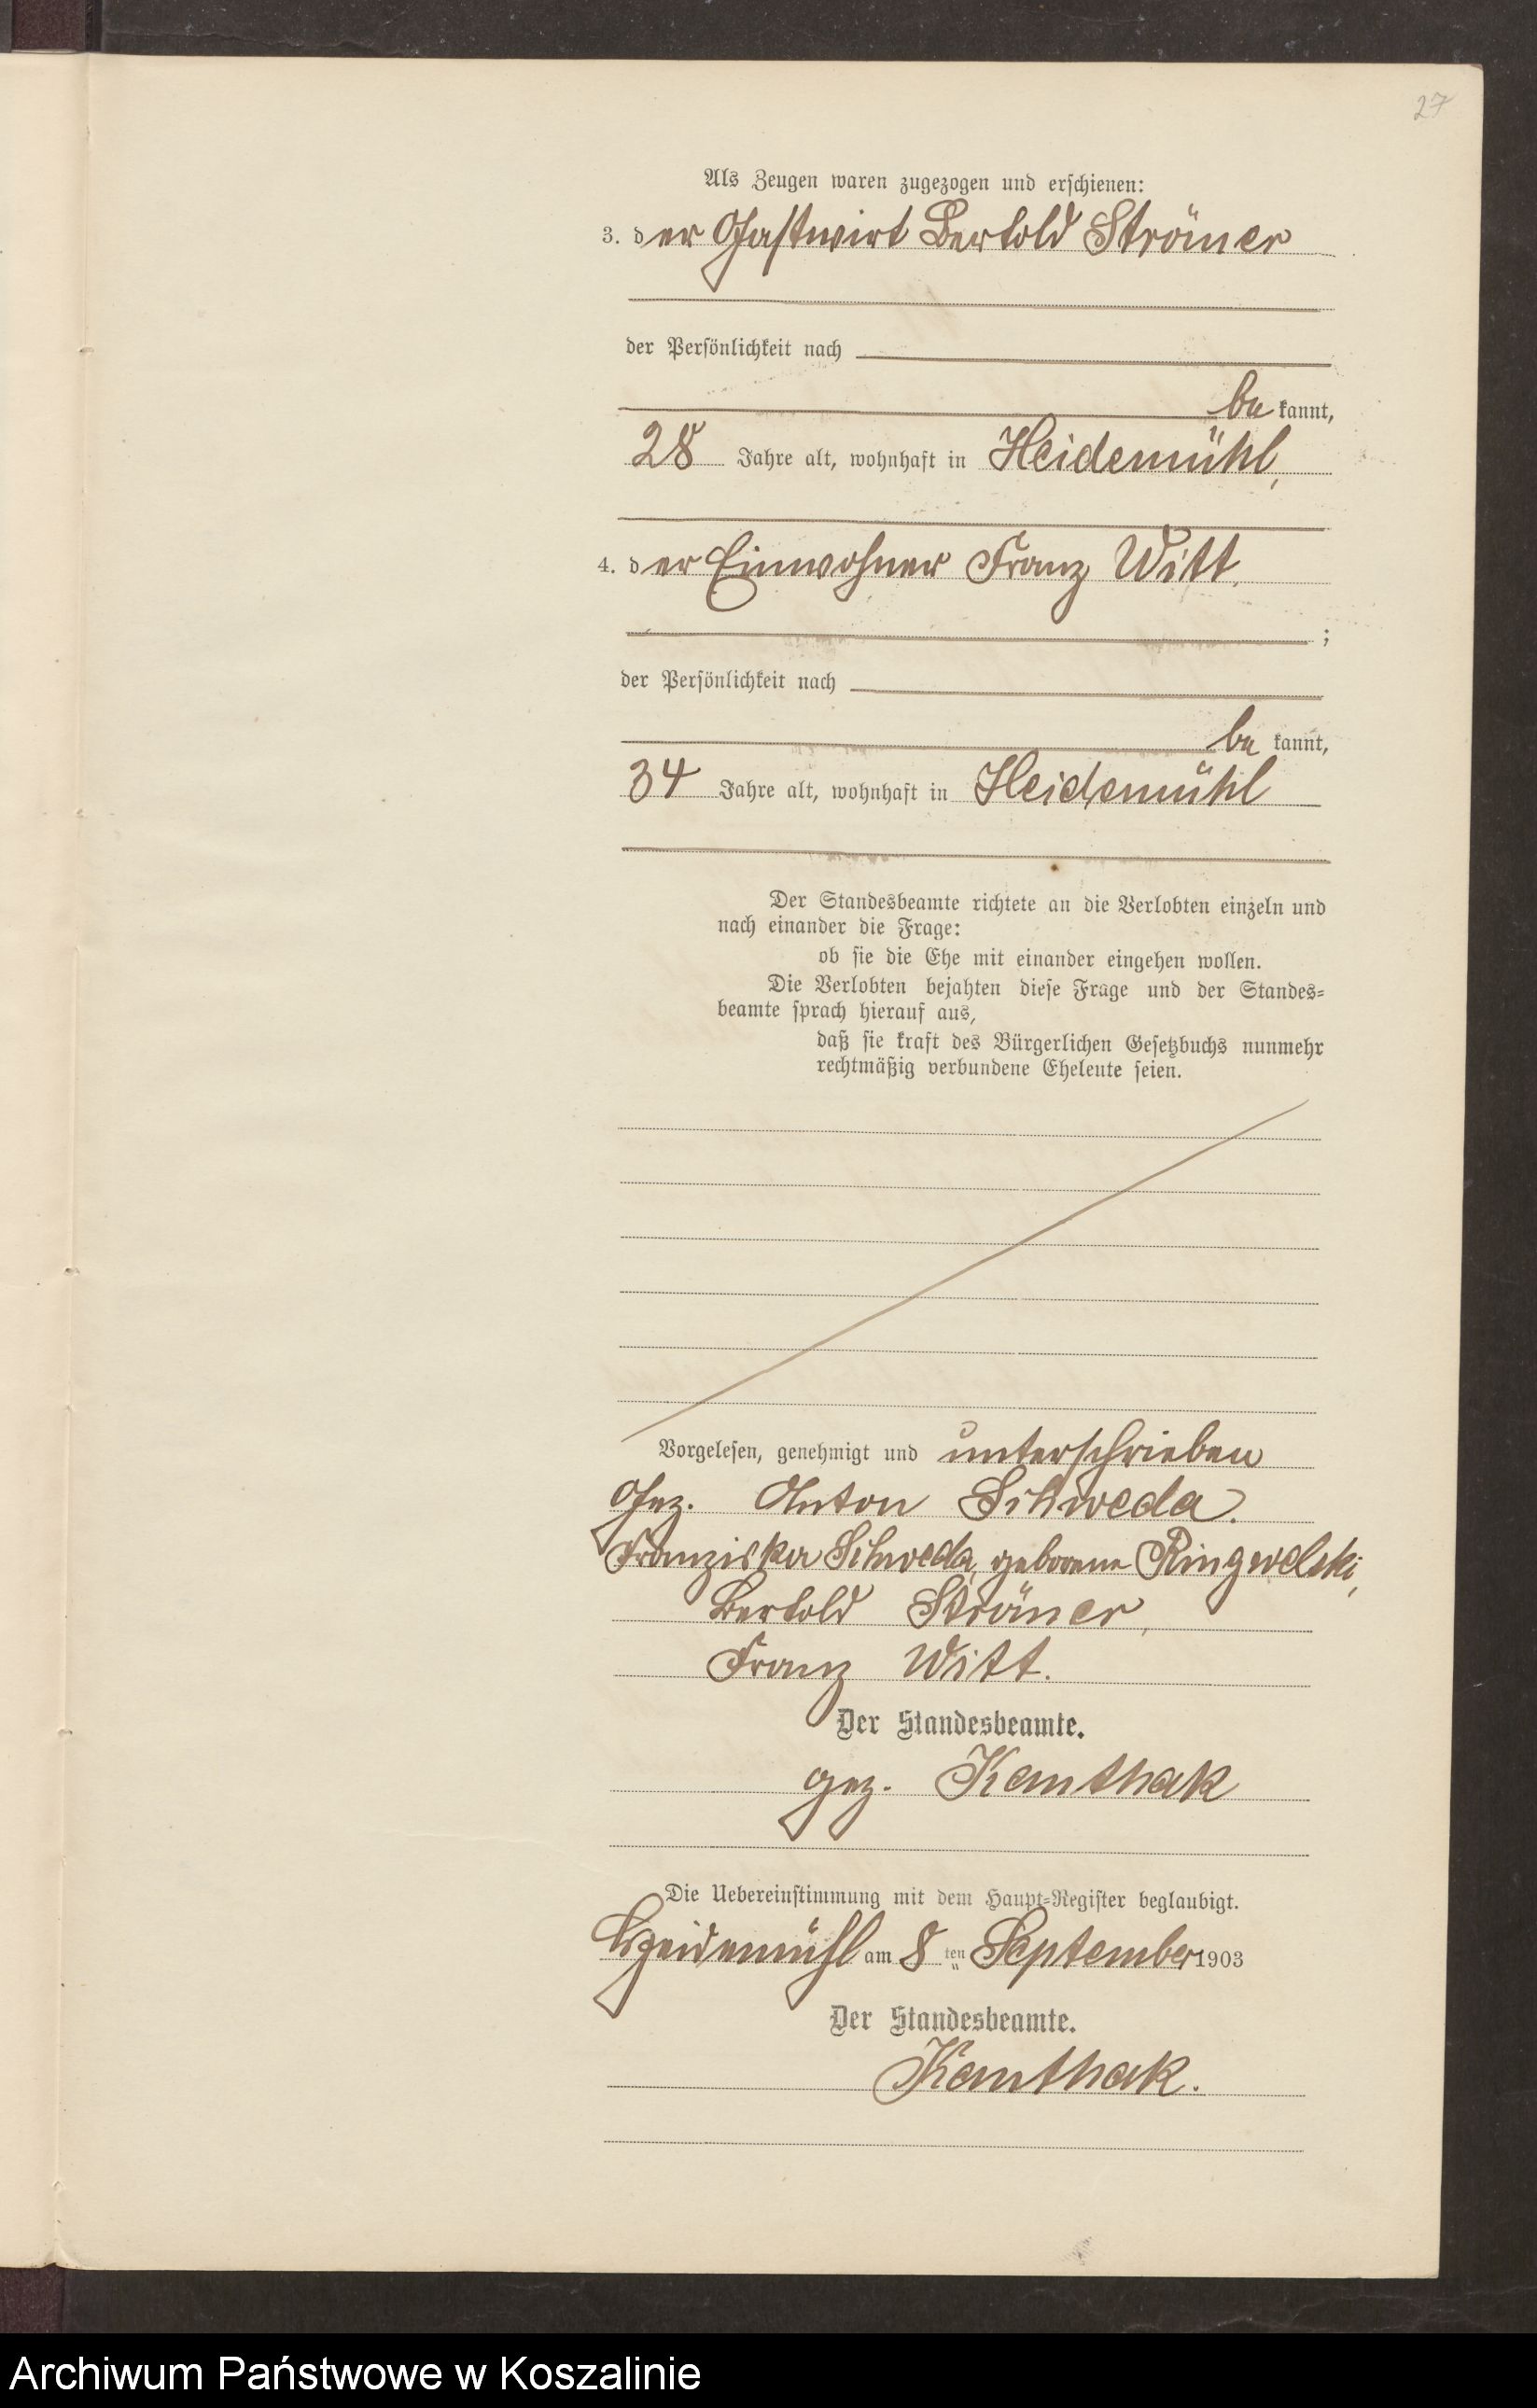 27
Als Zeugen waren zugezogen und erschienen:
3. der Gastwirt Bertold Strömer
der Persönlichkeit nach
be kannt,
28 Jahre alt, wohnhaft in Heidemühl,
4. der Einwohner Franz Witt,
;
der Persönlichkeit nach
be kannt,
34 Jahre alt, wohnhaft in Heidemühl
Der Standesbeamte richtete an die Verlobten einzeln und
nach einander die Frage:
ob sie die Ehe mit einander eingehen wollen.
Die Verlobten bejahten diese Frage und der Standes-
beamte sprach hierauf aus,
daß sie kraft des Bürgerlichen Gesetzbuchs nunmehr
rechtmäßig verbundene Eheleute seien.
Vorgelesen, genehmigt und unterschrieben
Gez. Anton Schweda.
Franziska Schweda, geborene Ringwelski,
Bertold Strömer,
Franz Witt.
Der Standesbeamte.
gez. Kemthak
Die Uebereinstimmung mit dem Haupt-Register beglaubigt.
Heidemühl am 8 ten September 1903
Der Standesbeamte.
Kemthak.
Archiwum Państwowe w Koszalinie